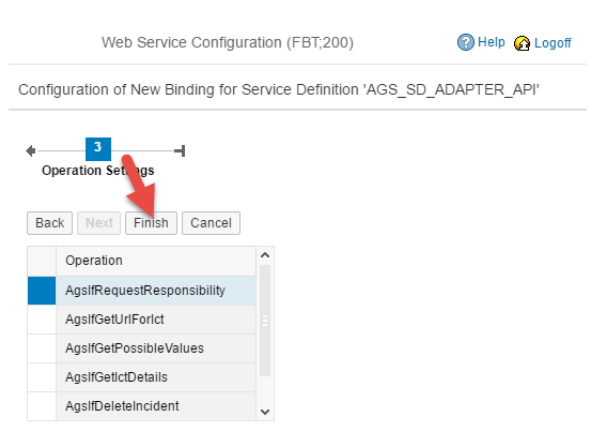 Web Service Configuration (FBT;200)
Help
Logoff
Configuration of New Binding for Service Definition 'AGS_SD_ADAPTER_API'
3
Operation Settings
Back Next Finish Cancel
Operation
AgsIfRequestResponsibility
AgsIfGetUrlForIct
AgsIfGetPossibleValues
AgsIfGetIctDetails
AgsIfDeleteIncident